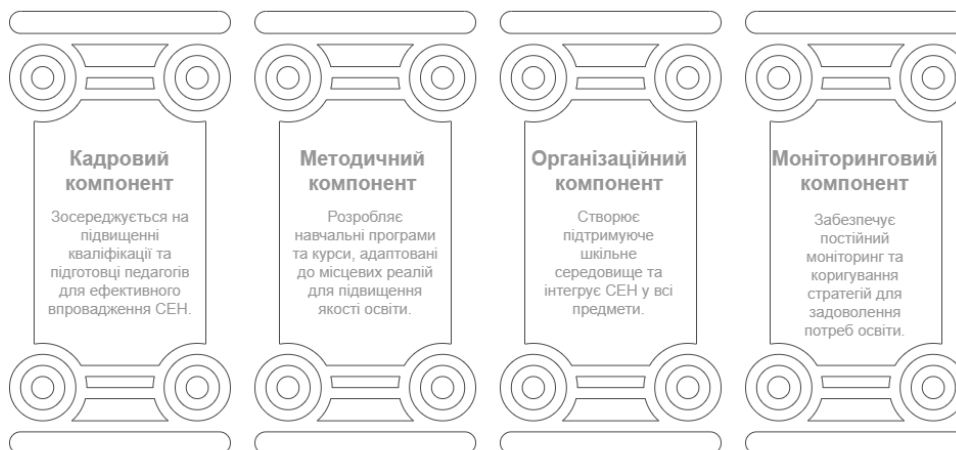 Кадровий
компонент
Зосереджується на
підвищенні
кваліфікації та
підготовці педагогів
для ефективного
впровадження СЕН.
Методичний
компонент
Розробляє
навчальні програми
та курси, адаптовані
до місцевих реалій
для підвищення
якості освіти.
Організаційний
компонент
Створює
підтримуюче
шкільне
середовище та
інтегрує СЕН у всі
предмети.
Моніторинговий
компонент
Забезпечує
постійний
моніторинг та
коригування
стратегій для
задоволення
потреб освіти.